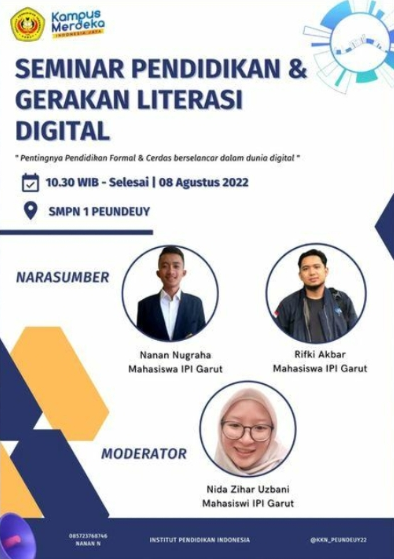 Kampus
Merdeka
INDONESIA JAYA
SEMINAR PENDIDIKAN &
GERAKAN LITERASI
DIGITAL
" Pentingnya Pendidikan Formal & Cerdas berselancar dalam dunia digital "
10.30 WIB - Selesai | 08 Agustus 2022
SMPN 1 PEUNDEUY
NARASUMBER
Nanan Nugraha
Mahasiswa IPI Garut
Rifki Akbar
Mahasiswa IPI Garut
MODERATOR
Nida Zihar Uzbani
Mahasiswi IPI Garut
085723768746
NANAN N
INSTITUT PENDIDIKAN INDONESIA
@KKN_PEUNDEUY22